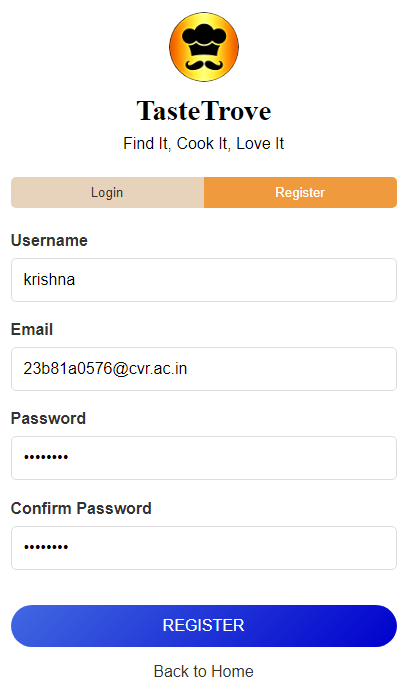 TasteTrove
Find It, Cook It, Love It
Login Register
Username
krishna
Email
23b81a0576@cvr.ac.in
Password
••••••••
Confirm Password
••••••••
REGISTER
Back to Home